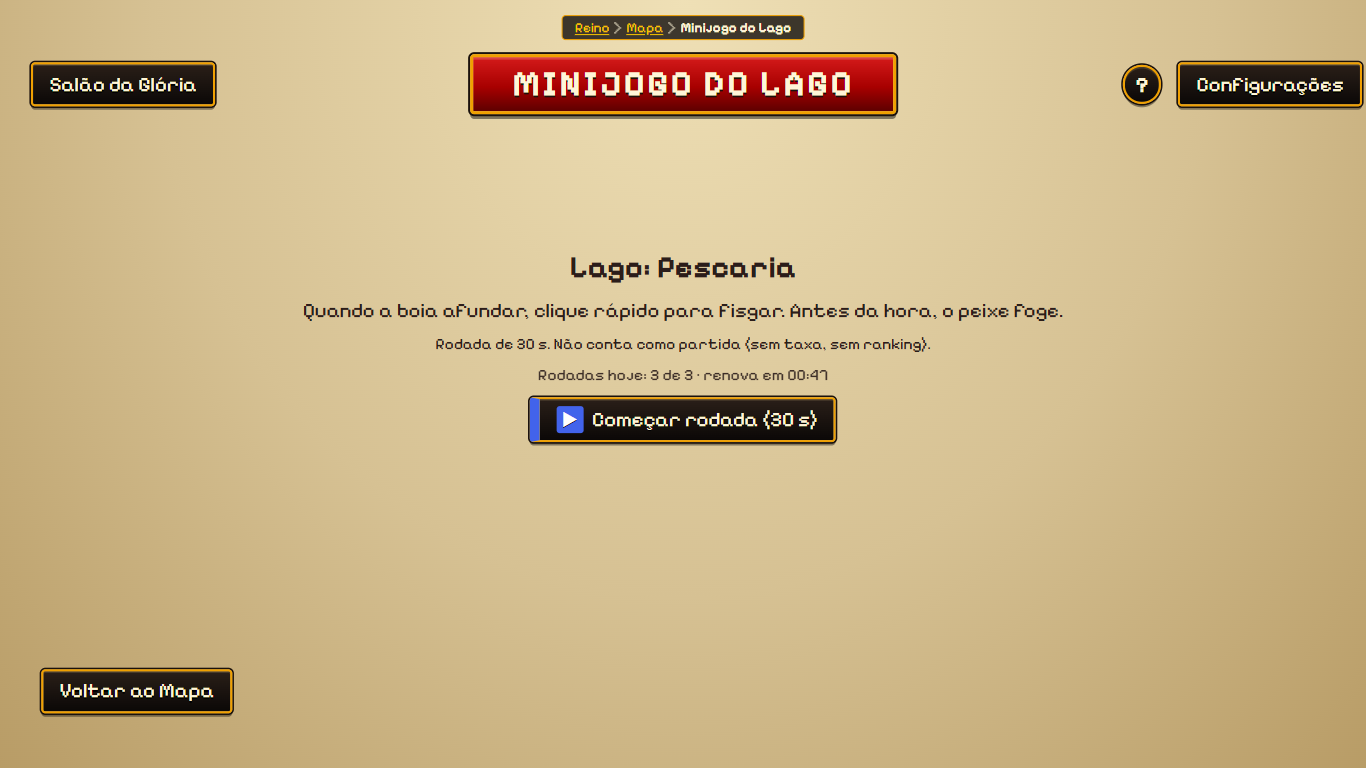 Reino > Mapa > Minijogo do Lago
Salão da Glória
MINIJOGO DO LAGO
?
Configurações
Lago: Pescaria
Quando a boia afundar, clique rápido para fisgar. Antes da hora, o peixe foge.
Rodada de 30 s. Não conta como partida (sem taxa, sem ranking).
Rodadas hoje: 3 de 3 · renova em 00:47
Começar rodada (30 s)
Voltar ao Mapa